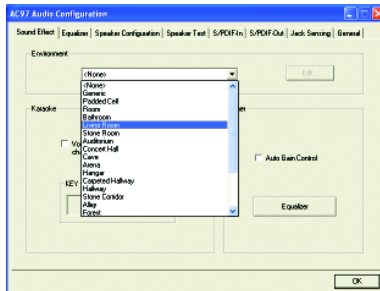 AC97 Audio Configuration
Sound Effect Equalizer Speaker Configuration Speaker Test S/PDIF-In S/PDIF-Out Jack Sensing General
Environment
<None>
Edit...
<None>
Generic
Padded Cell
Room
Bathroom
Living Room
Stone Room
Auditorium
Concert Hall
Cave
Arena
Hangar
Carpeted Hallway
Hallway
Stone Corridor
Alley
Forest
Karaoke
Auto Gain Control
KEY
Equalizer
OK